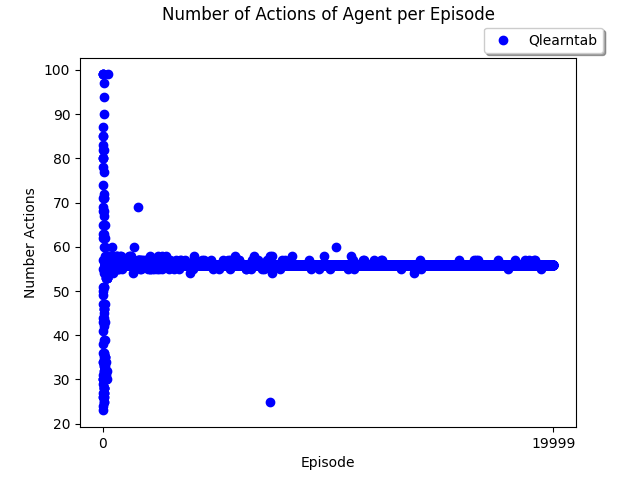 Number of Actions of Agent per Episode
Qlearntab
100
90
80
70
60
50
40
30
20
Number Actions
0 19999
Episode